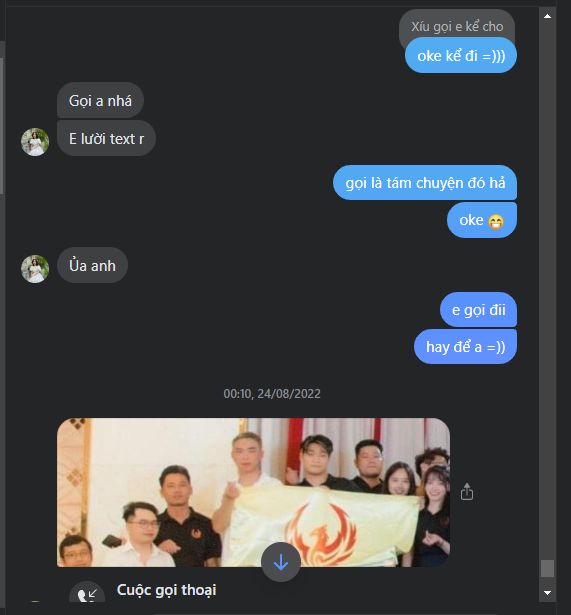 Xíu gọi e kể cho
oke kể đi =)))
Gọi a nhá
E lười text r
gọi là tám chuyện đó hả
oke 😁
Ủa anh
e gọi đii
hay để a =))
00:10, 24/08/2022
Cuộc gọi thoại